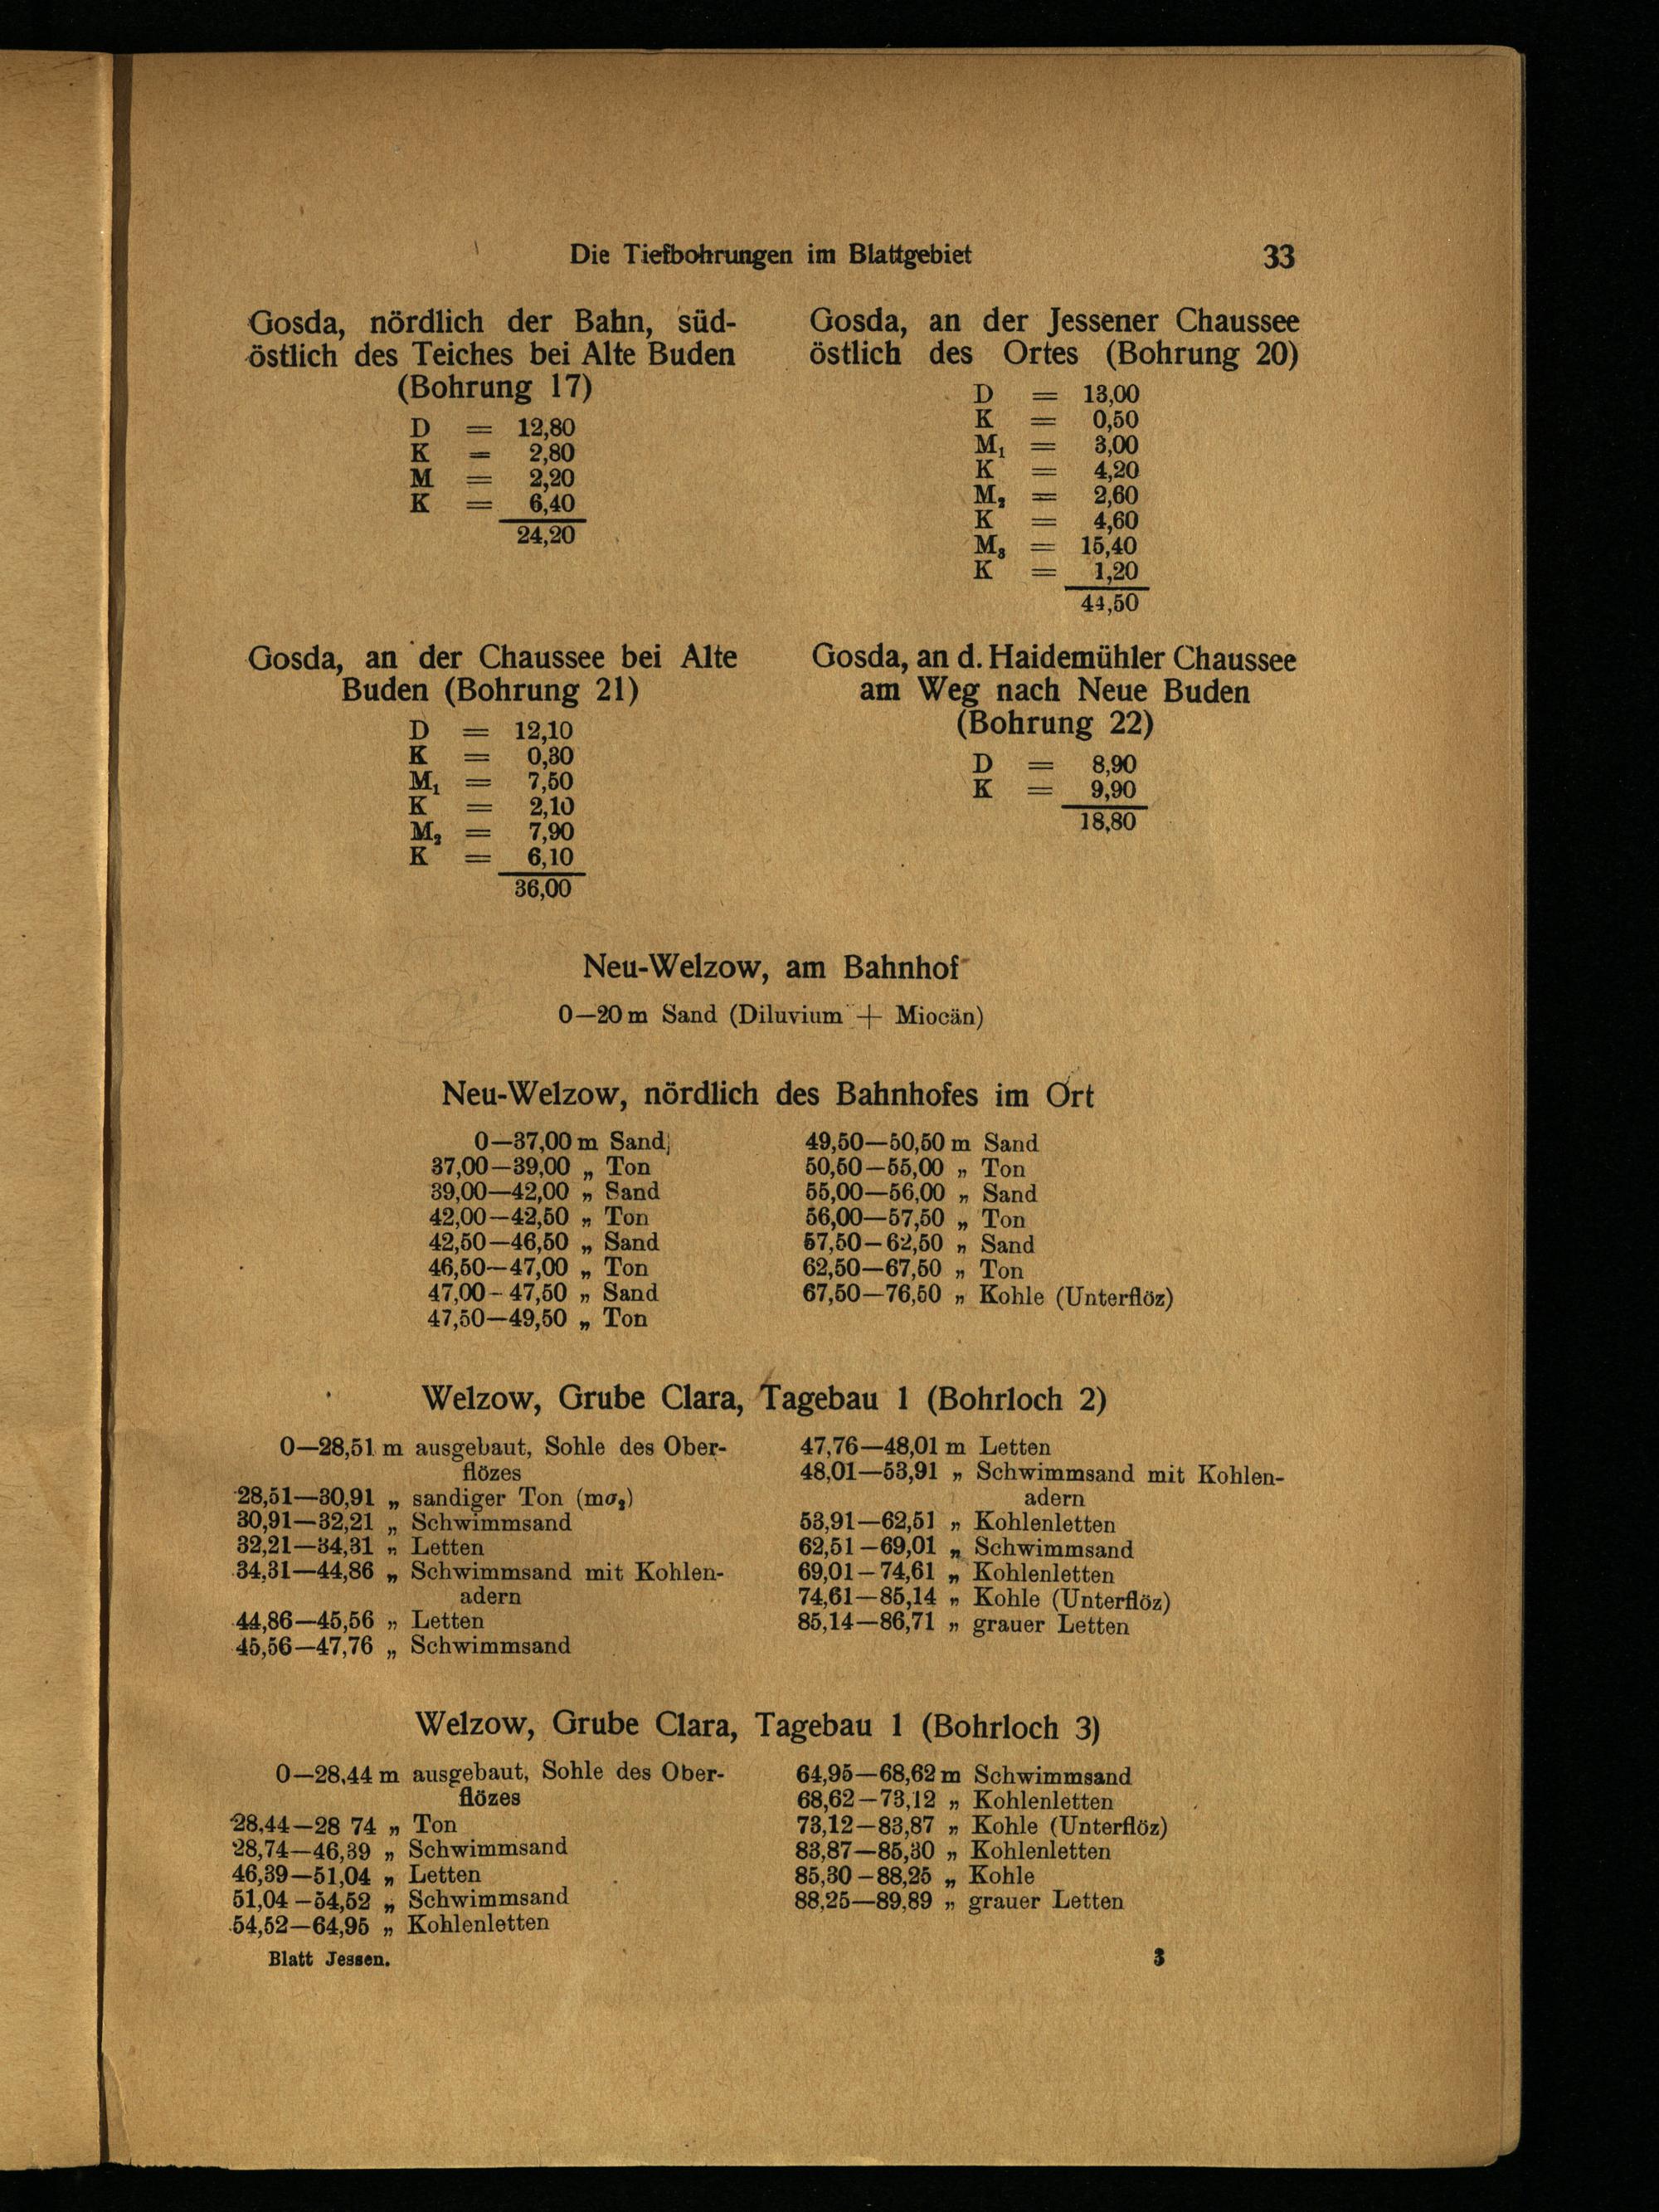 Die Tiefbohrungen im Blattgebiet 33
Gosda, nördlich der Bahn, süd-
östlich des Teiches bei Alte Buden
(Bohrung 17)
D = 12,80
K = 2,80
M = 2,20
K = 6,40
24,20
Gosda, an der Jessener Chaussee
östlich des Ortes (Bohrung 20)
D = 13,00
K = 0,50
M₁ = 3,00
K = 4,20
M₂ = 2,60
K = 4,60
M₃ = 15,40
K = 1,20
44,50
Gosda, an der Chaussee bei Alte
Buden (Bohrung 21)
D = 12,10
K = 0,30
M₁ = 7,50
K = 2,10
M₂ = 7,90
K = 6,10
36,00
Gosda, an d. Haidemühler Chaussee
am Weg nach Neue Buden
(Bohrung 22)
D = 8,90
K = 9,90
18,80
Neu-Welzow, am Bahnhof
0—20 m Sand (Diluvium + Miocän)
Neu-Welzow, nördlich des Bahnhofes im Ort
0—37,00 m Sand
37,00—39,00 „ Ton
39,00—42,00 „ Sand
42,00—42,50 „ Ton
42,50—46,50 „ Sand
46,50—47,00 „ Ton
47,00—47,50 „ Sand
47,50—49,50 „ Ton
49,50—50,50 m Sand
50,50—55,00 „ Ton
55,00—56,00 „ Sand
56,00—57,50 „ Ton
57,50—62,50 „ Sand
62,50—67,50 „ Ton
67,50—76,50 „ Kohle (Unterflöz)
Welzow, Grube Clara, Tagebau 1 (Bohrloch 2)
0—28,51 m ausgebaut, Sohle des Ober-
flözes
28,51—30,91 „ sandiger Ton (mσ₂)
30,91—32,21 „ Schwimmsand
32,21—34,31 „ Letten
34,31—44,86 „ Schwimmsand mit Kohlen-
adern
44,86—45,56 „ Letten
45,56—47,76 „ Schwimmsand
47,76—48,01 m Letten
48,01—53,91 „ Schwimmsand mit Kohlen-
adern
53,91—62,51 „ Kohlenletten
62,51—69,01 „ Schwimmsand
69,01—74,61 „ Kohlenletten
74,61—85,14 „ Kohle (Unterflöz)
85,14—86,71 „ grauer Letten
Welzow, Grube Clara, Tagebau 1 (Bohrloch 3)
0—28,44 m ausgebaut, Sohle des Ober-
flözes
28,44—28 74 „ Ton
28,74—46,39 „ Schwimmsand
46,39—51,04 „ Letten
51,04—54,52 „ Schwimmsand
54,52—64,95 „ Kohlenletten
64,95—68,62 m Schwimmsand
68,62—73,12 „ Kohlenletten
73,12—83,87 „ Kohle (Unterflöz)
83,87—85,30 „ Kohlenletten
85,30—88,25 „ Kohle
88,25—89,89 „ grauer Letten
Blatt Jessen. 3